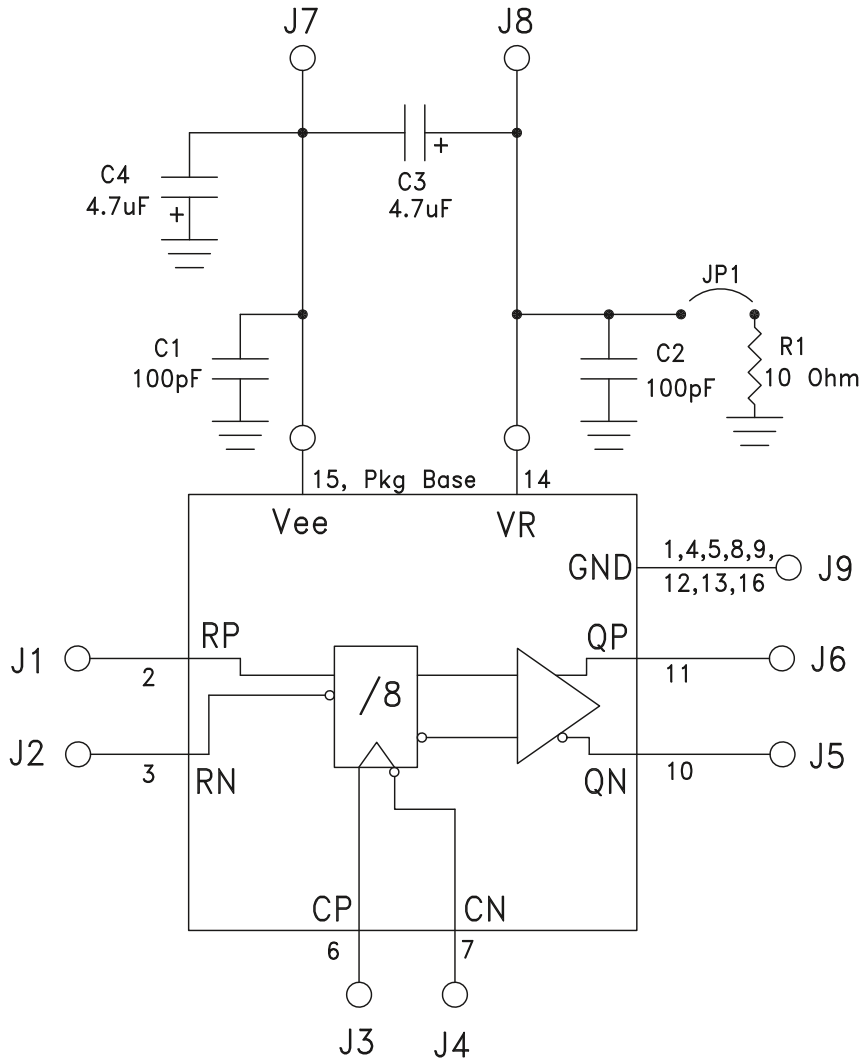 J7
J8
C4
4.7uF
+
C3
4.7uF
+
JP1
C1
100pF
C2
100pF
R1
10 Ohm
15, Pkg Base
14
Vee
VR
GND
1,4,5,8,9,
12,13,16
J9
J1
2
RP
/8
QP
11
J6
J2
3
RN
QN
10
J5
CP
CN
6
7
J3
J4